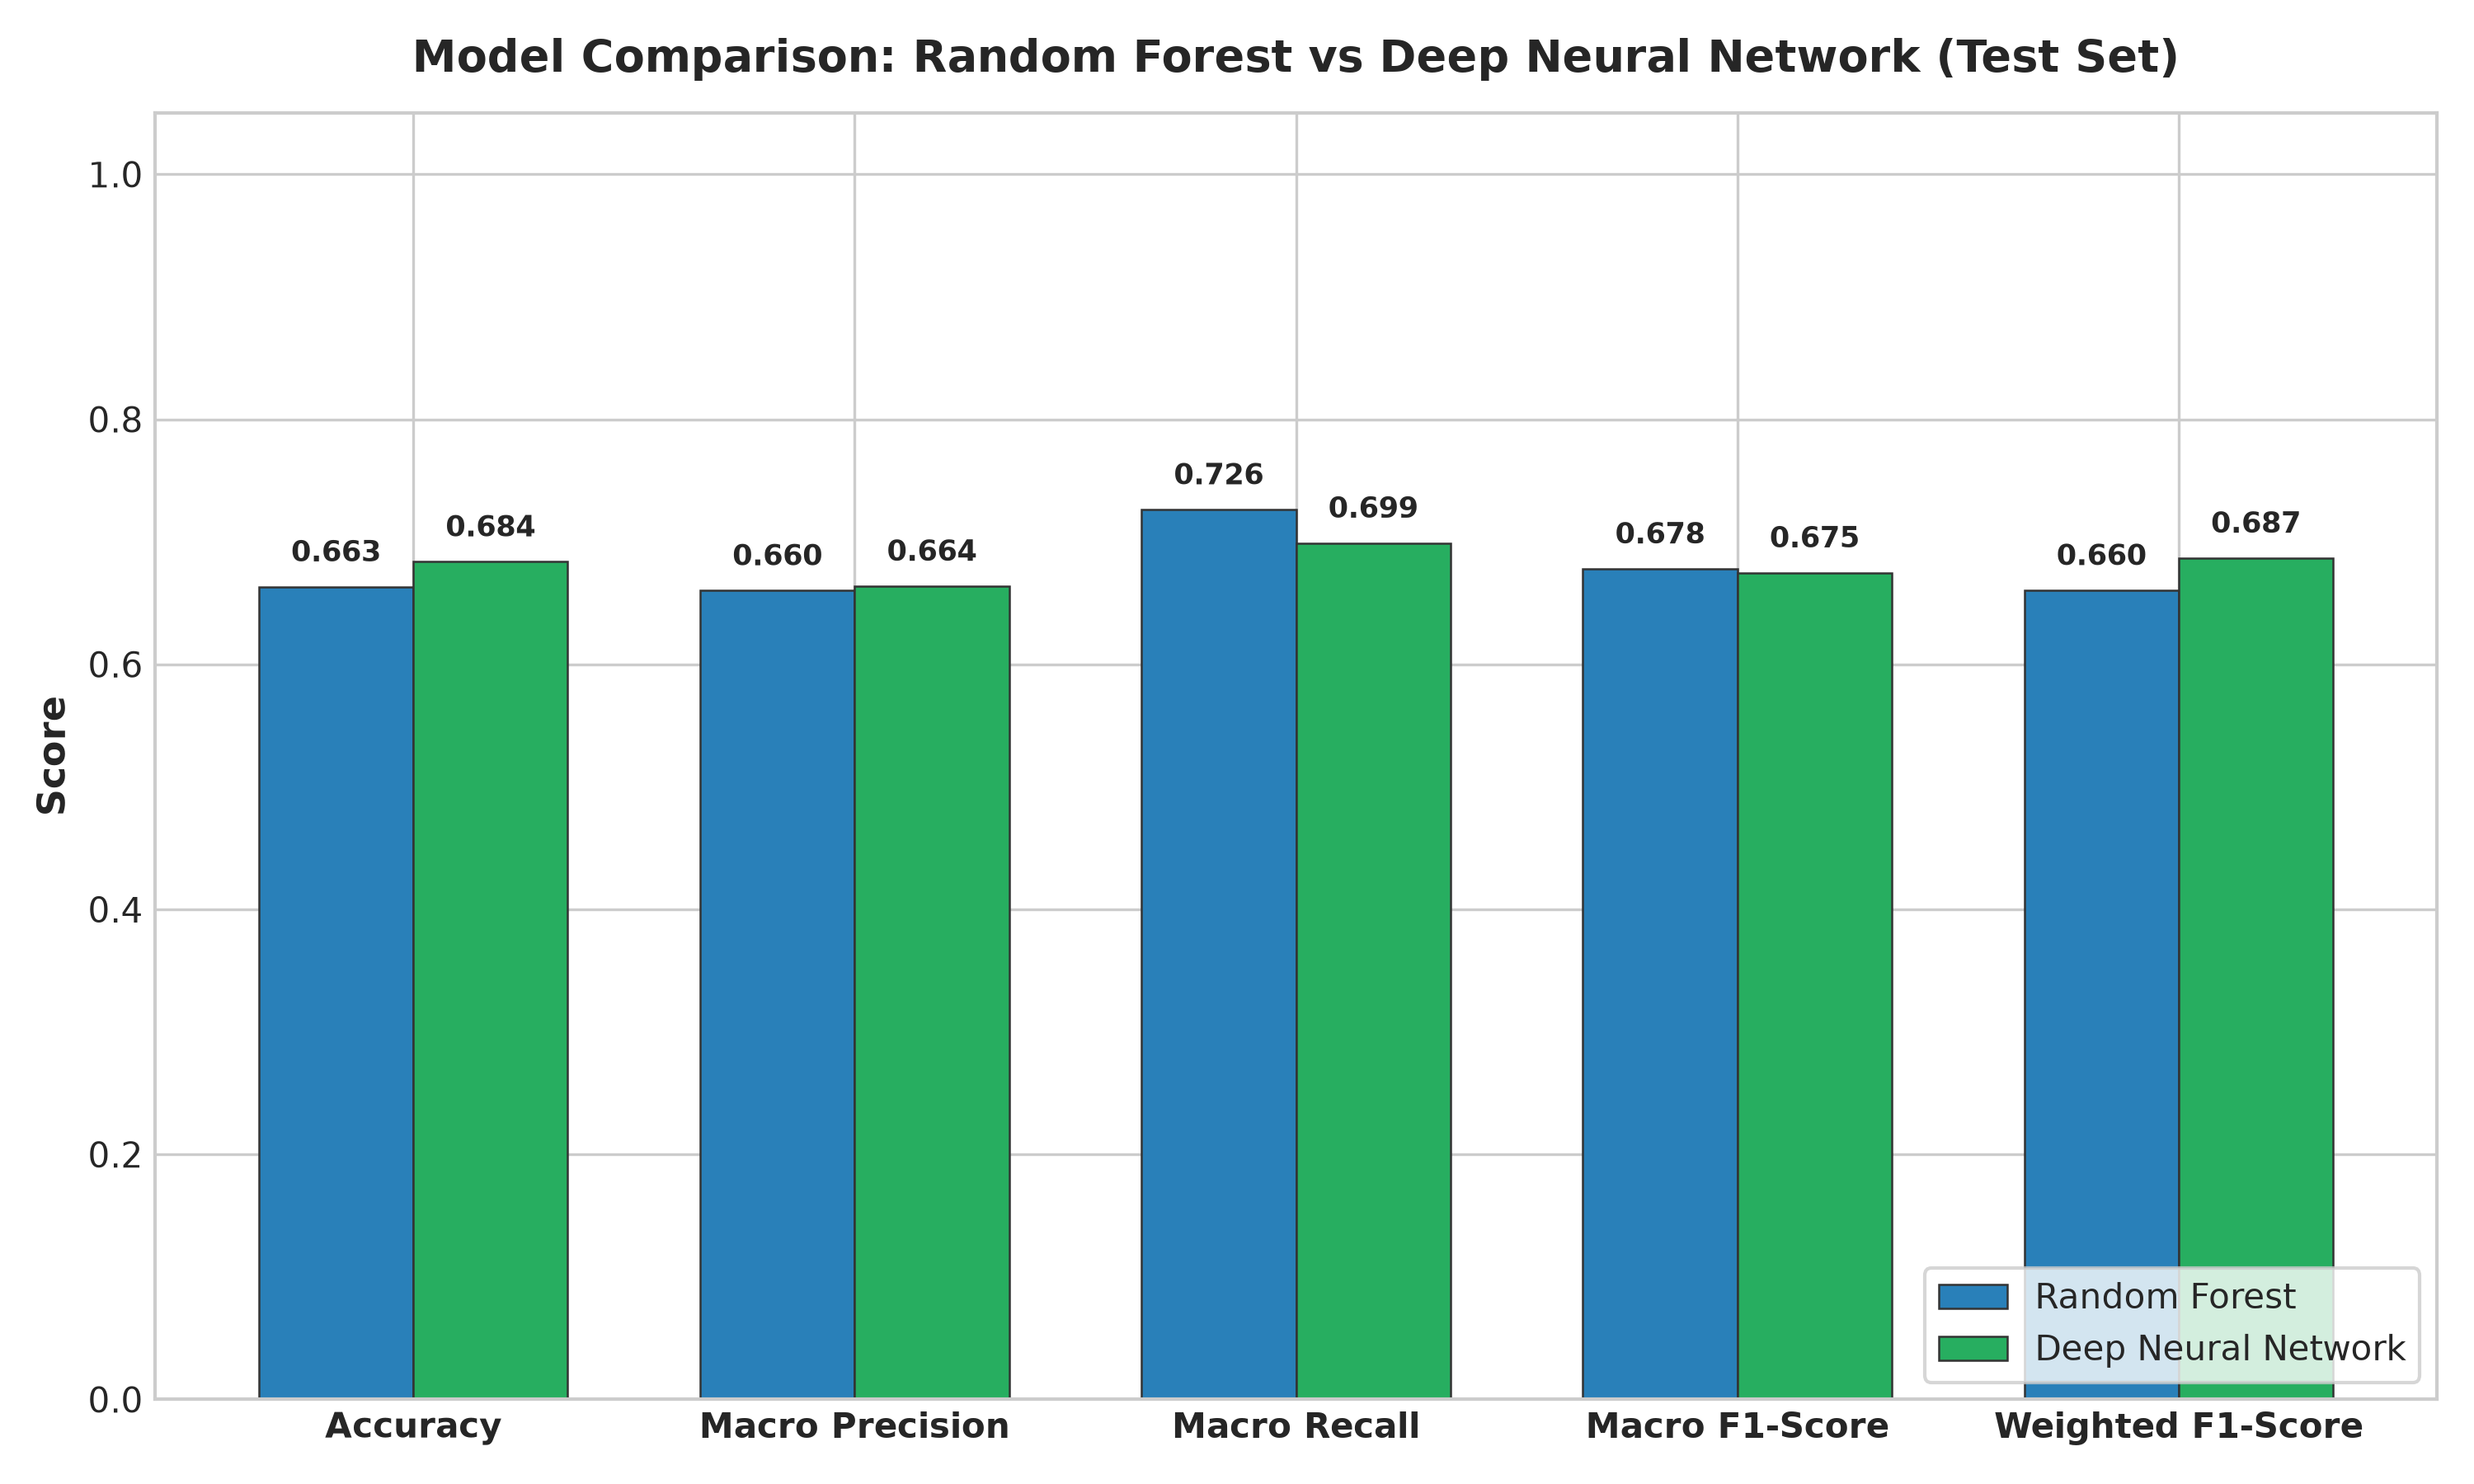 Model Comparison: Random Forest vs Deep Neural Network (Test Set)
Score
1.0
0.8
0.6
0.4
0.2
0.0
0.663
0.684
0.660
0.664
0.726
0.699
0.678
0.675
0.660
0.687
Random Forest
Deep Neural Network
Accuracy
Macro Precision
Macro Recall
Macro F1-Score
Weighted F1-Score